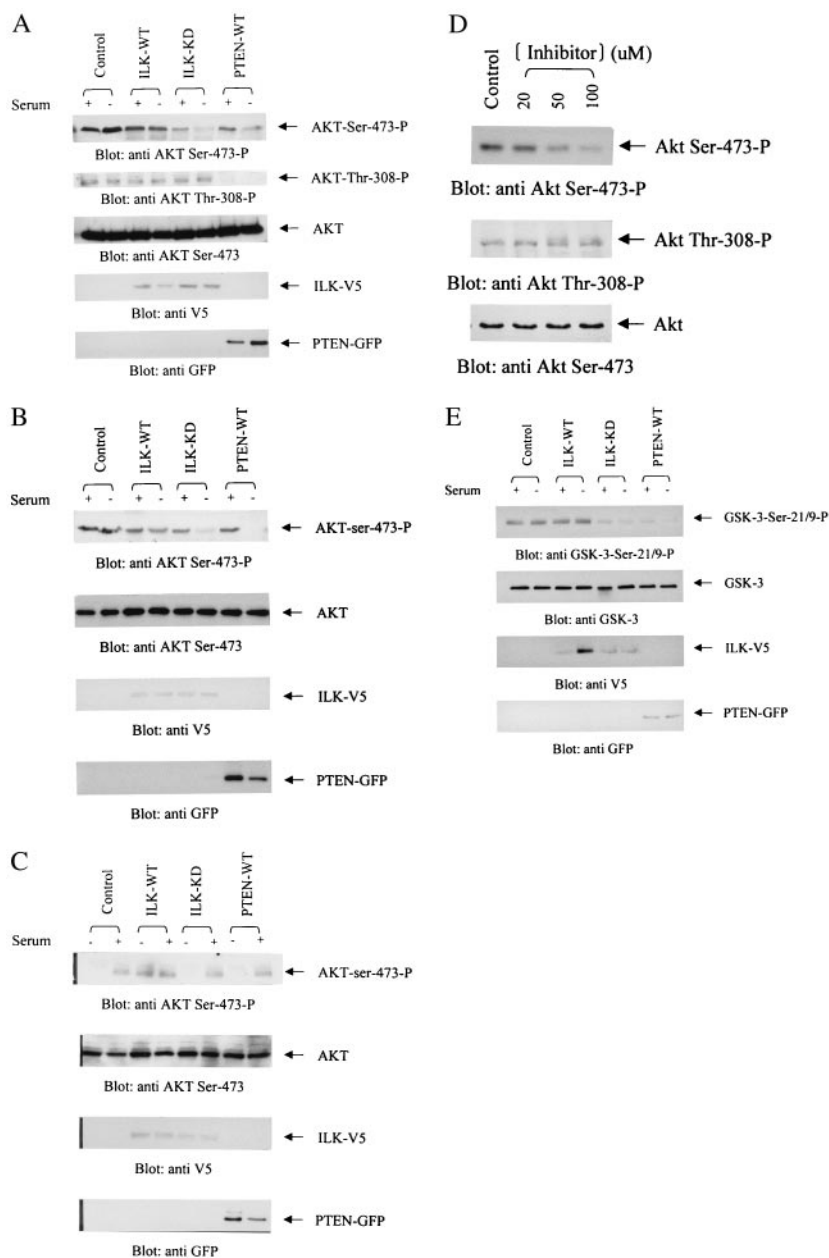 A
Control
ILK-WT
ILK-KD
PTEN-WT
Serum + - + - + - + -
AKT-Ser-473-P
Blot: anti AKT Ser-473-P
AKT-Thr-308-P
Blot: anti AKT Thr-308-P
AKT
Blot: anti AKT Ser-473
ILK-V5
Blot: anti V5
PTEN-GFP
Blot: anti GFP
B
Control
ILK-WT
ILK-KD
PTEN-WT
Serum + - + - + - + -
AKT-ser-473-P
Blot: anti AKT Ser-473-P
AKT
Blot: anti AKT Ser-473
ILK-V5
Blot: anti V5
PTEN-GFP
Blot: anti GFP
C
Control
ILK-WT
ILK-KD
PTEN-WT
Serum - + - + - + - +
AKT-ser-473-P
Blot: anti AKT Ser-473-P
AKT
Blot: anti AKT Ser-473
ILK-V5
Blot: anti V5
PTEN-GFP
Blot: anti GFP
D
Control
[ Inhibitor ] (uM)
20
50
100
Akt Ser-473-P
Blot: anti Akt Ser-473-P
Akt Thr-308-P
Blot: anti Akt Thr-308-P
Akt
Blot: anti Akt Ser-473
E
Control
ILK-WT
ILK-KD
PTEN-WT
Serum + - + - + - + -
GSK-3-Ser-21/9-P
Blot: anti GSK-3-Ser-21/9-P
GSK-3
Blot: anti GSK-3
ILK-V5
Blot: anti V5
PTEN-GFP
Blot: anti GFP